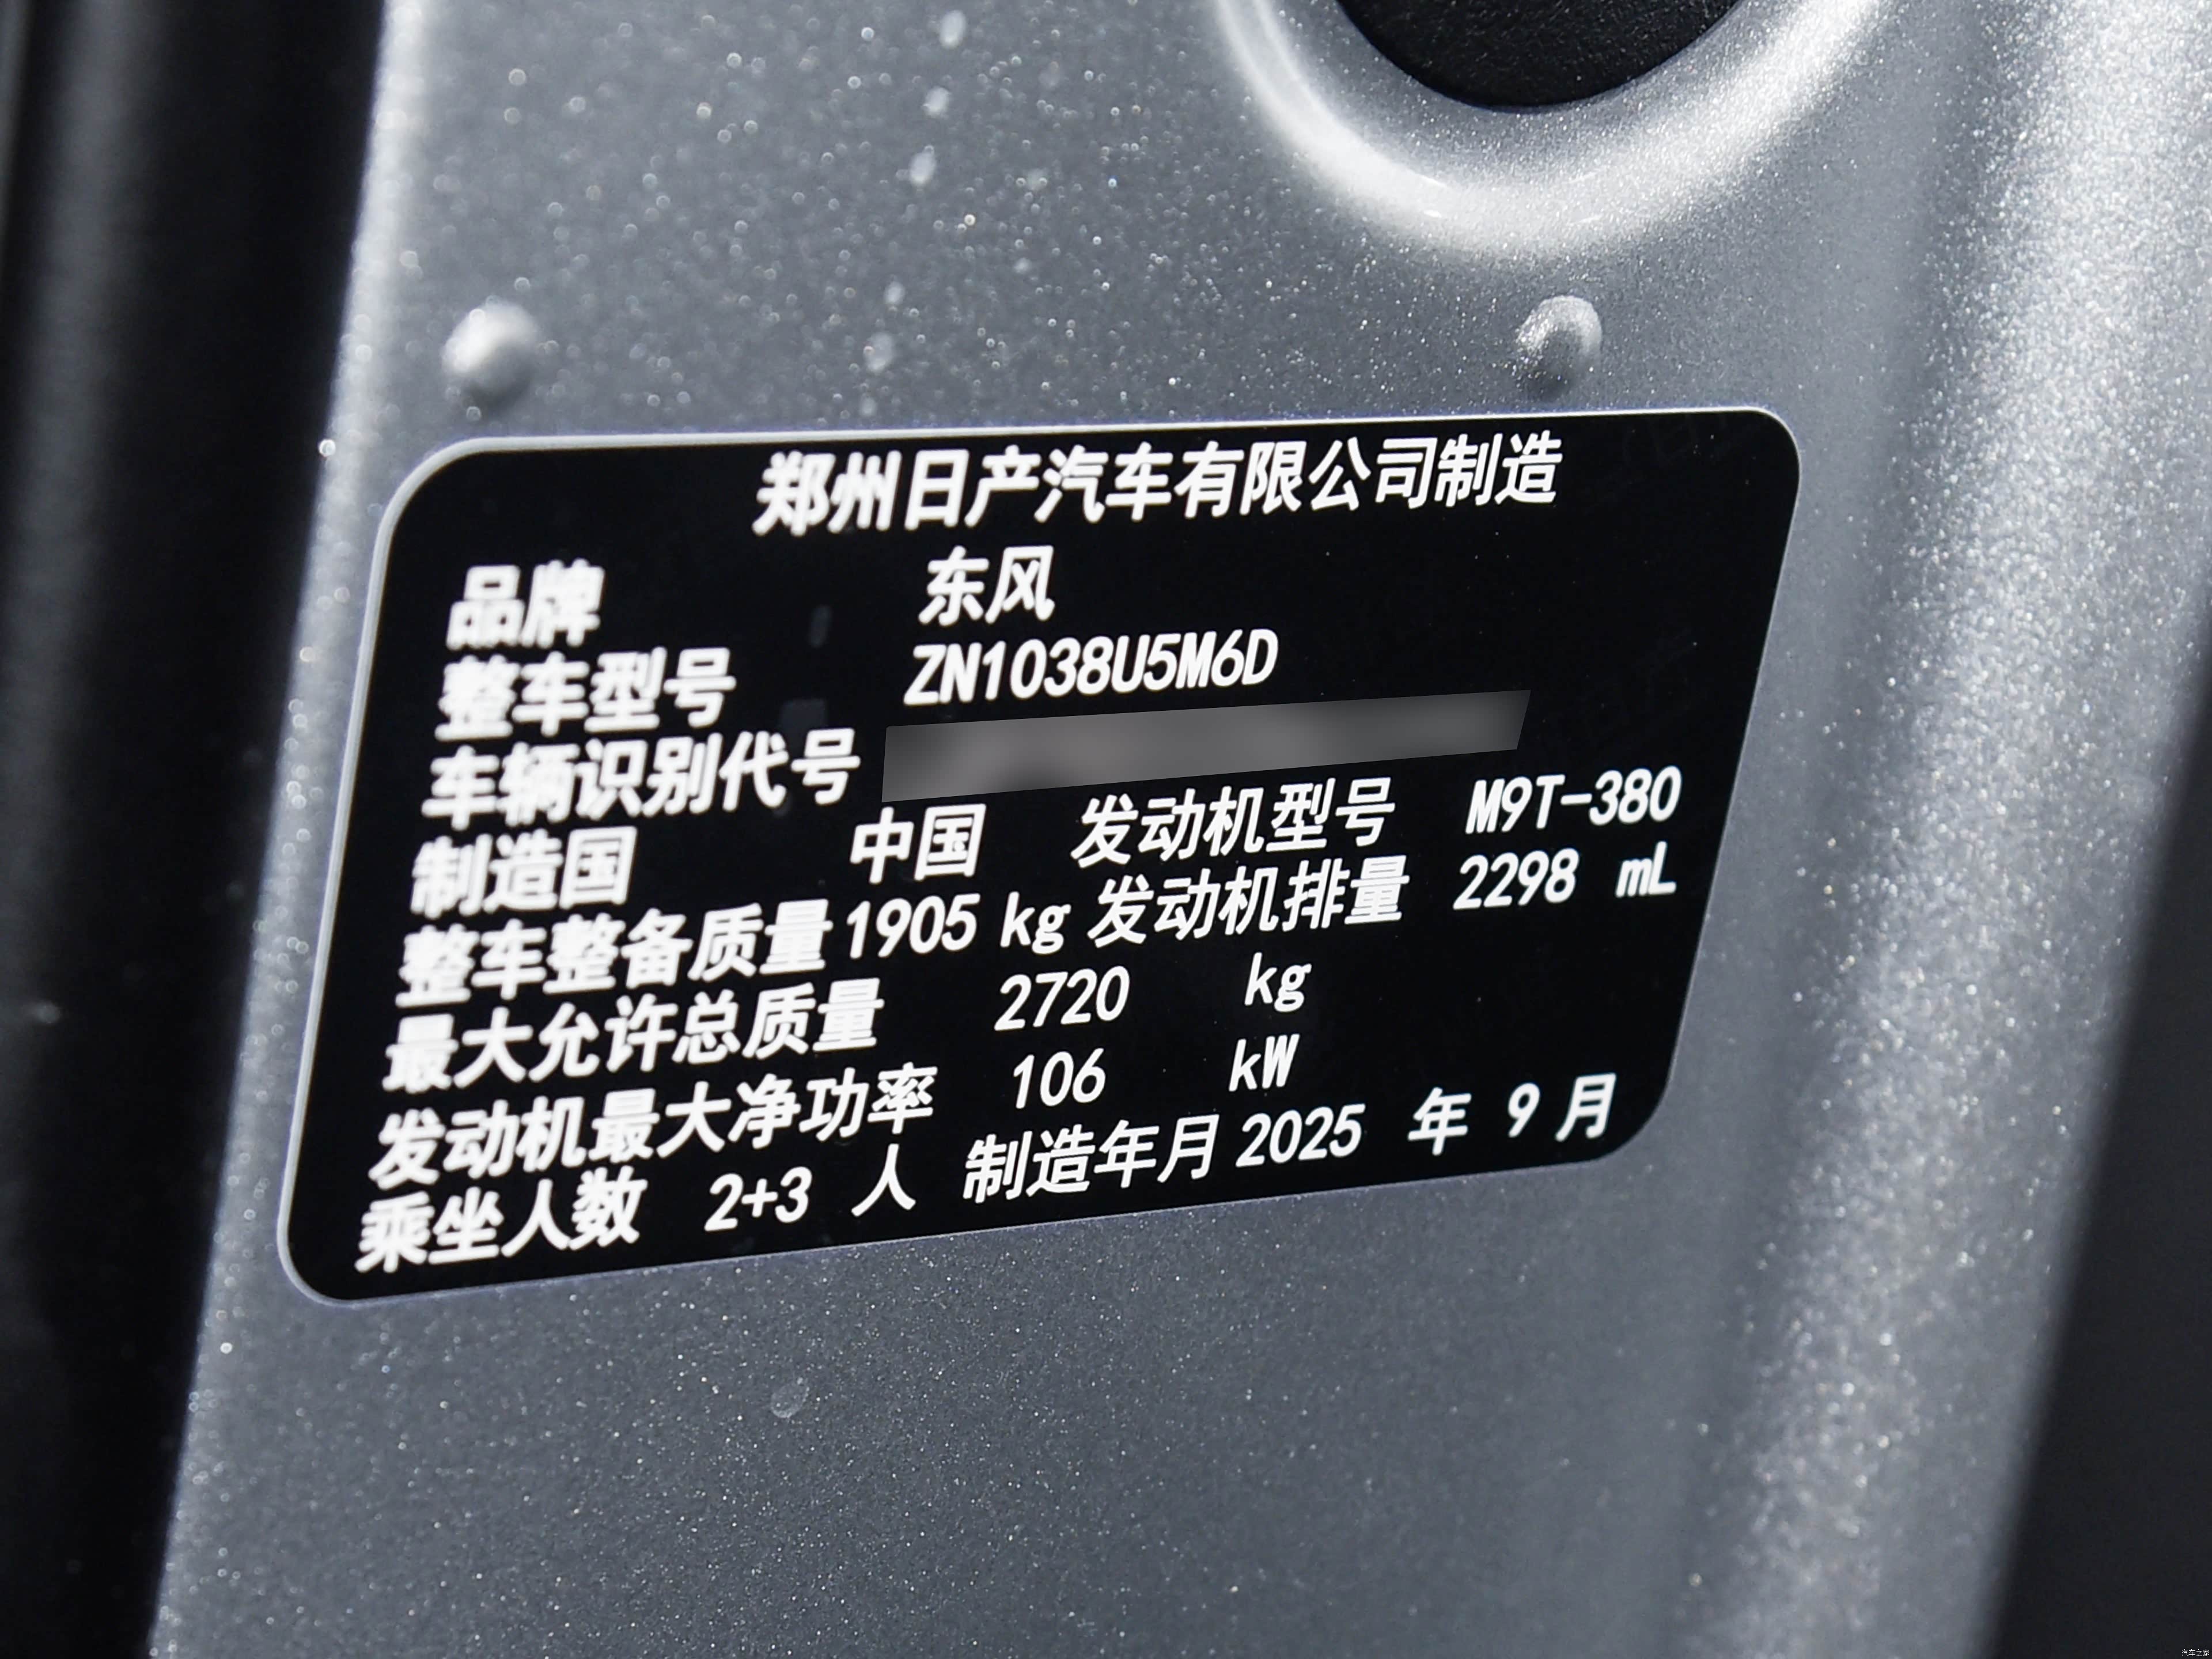 郑州日产汽车有限公司制造
品牌 东风
整车型号 ZN1038U5M6D
车辆识别代号
制造国 中国 发动机型号 M9T-380
整车整备质量 1905 kg 发动机排量 2298 mL
最大允许总质量 2720 kg
发动机最大净功率 106 kW
乘坐人数 2+3 人 制造年月 2025 年 9 月
汽车之家